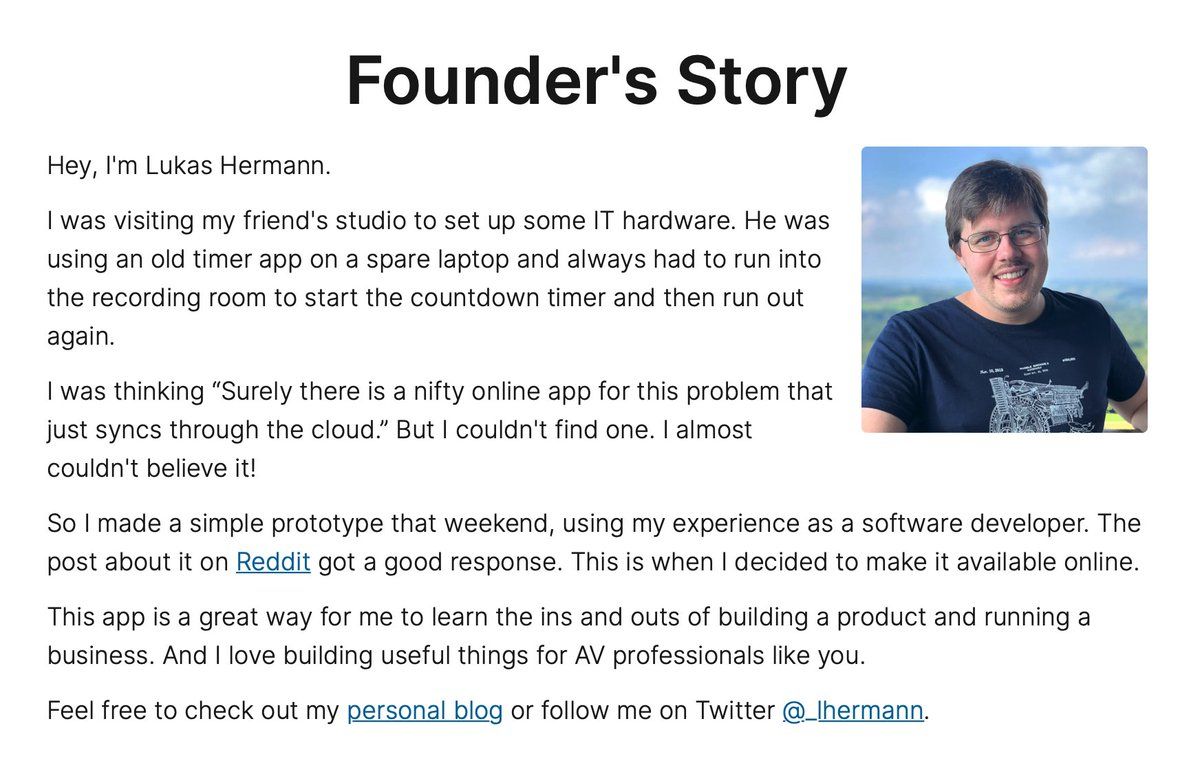 Founder's Story
Hey, I'm Lukas Hermann.
I was visiting my friend's studio to set up some IT hardware. He was
using an old timer app on a spare laptop and always had to run into
the recording room to start the countdown timer and then run out
again.
I was thinking “Surely there is a nifty online app for this problem that
just syncs through the cloud.” But I couldn't find one. I almost
couldn't believe it!
So I made a simple prototype that weekend, using my experience as a software developer. The
post about it on Reddit got a good response. This is when I decided to make it available online.
This app is a great way for me to learn the ins and outs of building a product and running a
business. And I love building useful things for AV professionals like you.
Feel free to check out my personal blog or follow me on Twitter @_lhermann.